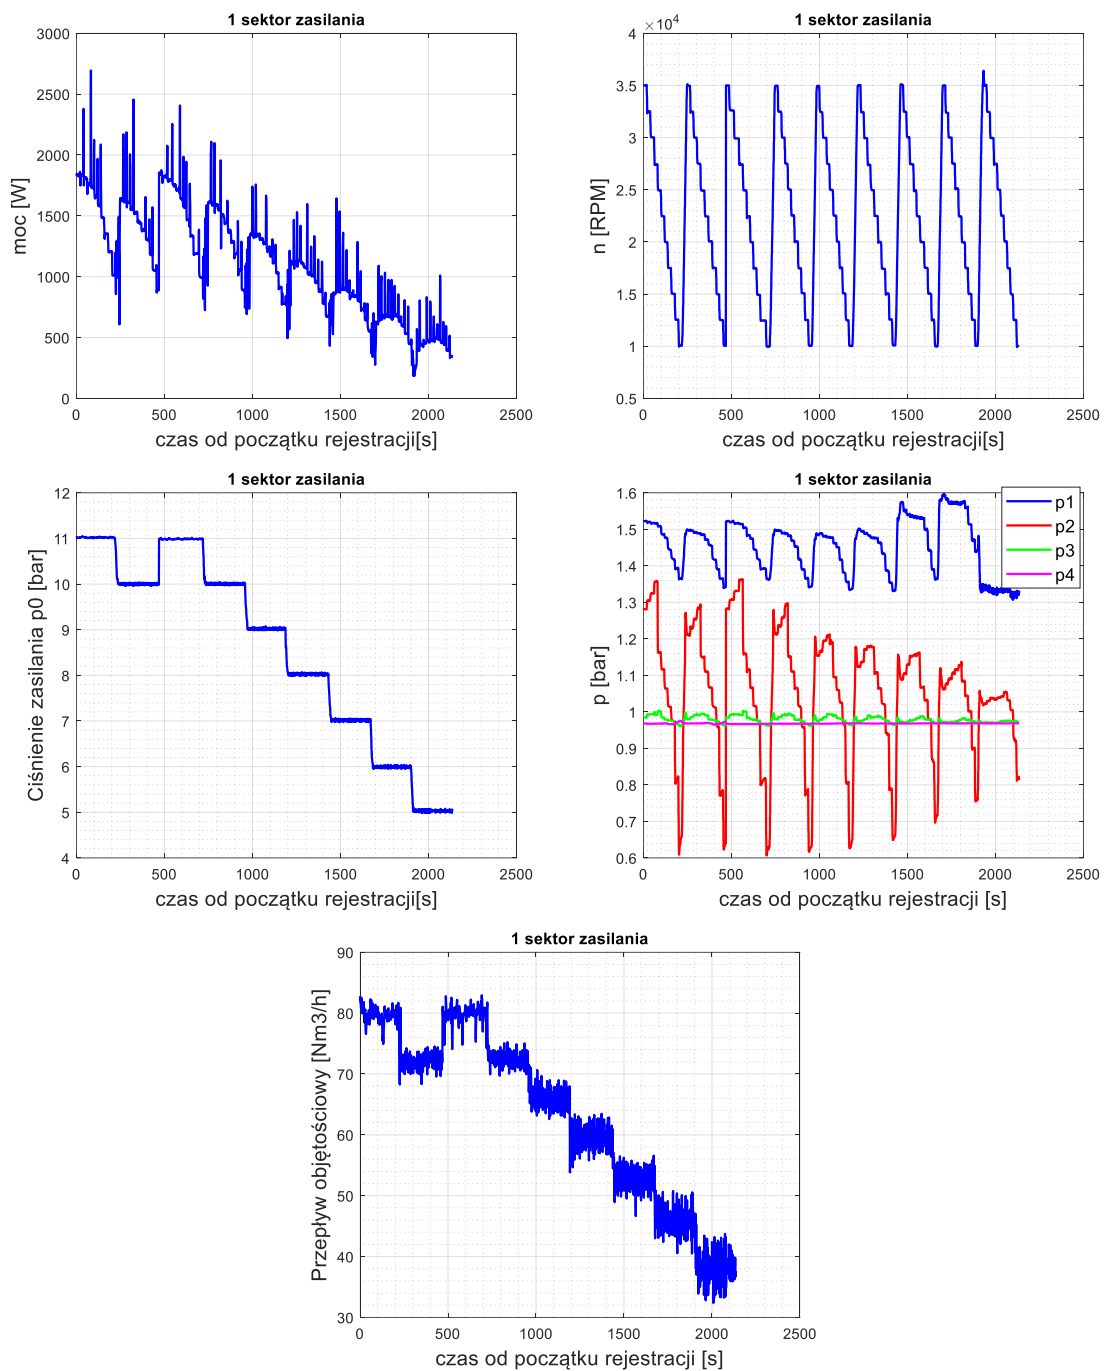 1 sektor zasilania
3000
2500
2000
1500
1000
500
0
moc [W]
0 500 1000 1500 2000 2500
czas od początku rejestracji[s]
1 sektor zasilania
×10⁴
4
3.5
3
2.5
2
1.5
1
0.5
n [RPM]
0 500 1000 1500 2000 2500
czas od początku rejestracji[s]
1 sektor zasilania
12
11
10
9
8
7
6
5
4
Ciśnienie zasilania p0 [bar]
0 500 1000 1500 2000 2500
czas od początku rejestracji[s]
1 sektor zasilania
1.6
1.5
1.4
1.3
1.2
1.1
1
0.9
0.8
0.7
0.6
p [bar]
p1
p2
p3
p4
0 500 1000 1500 2000 2500
czas od początku rejestracji [s]
1 sektor zasilania
90
80
70
60
50
40
30
Przepływ objętościowy [Nm3/h]
0 500 1000 1500 2000 2500
czas od początku rejestracji [s]